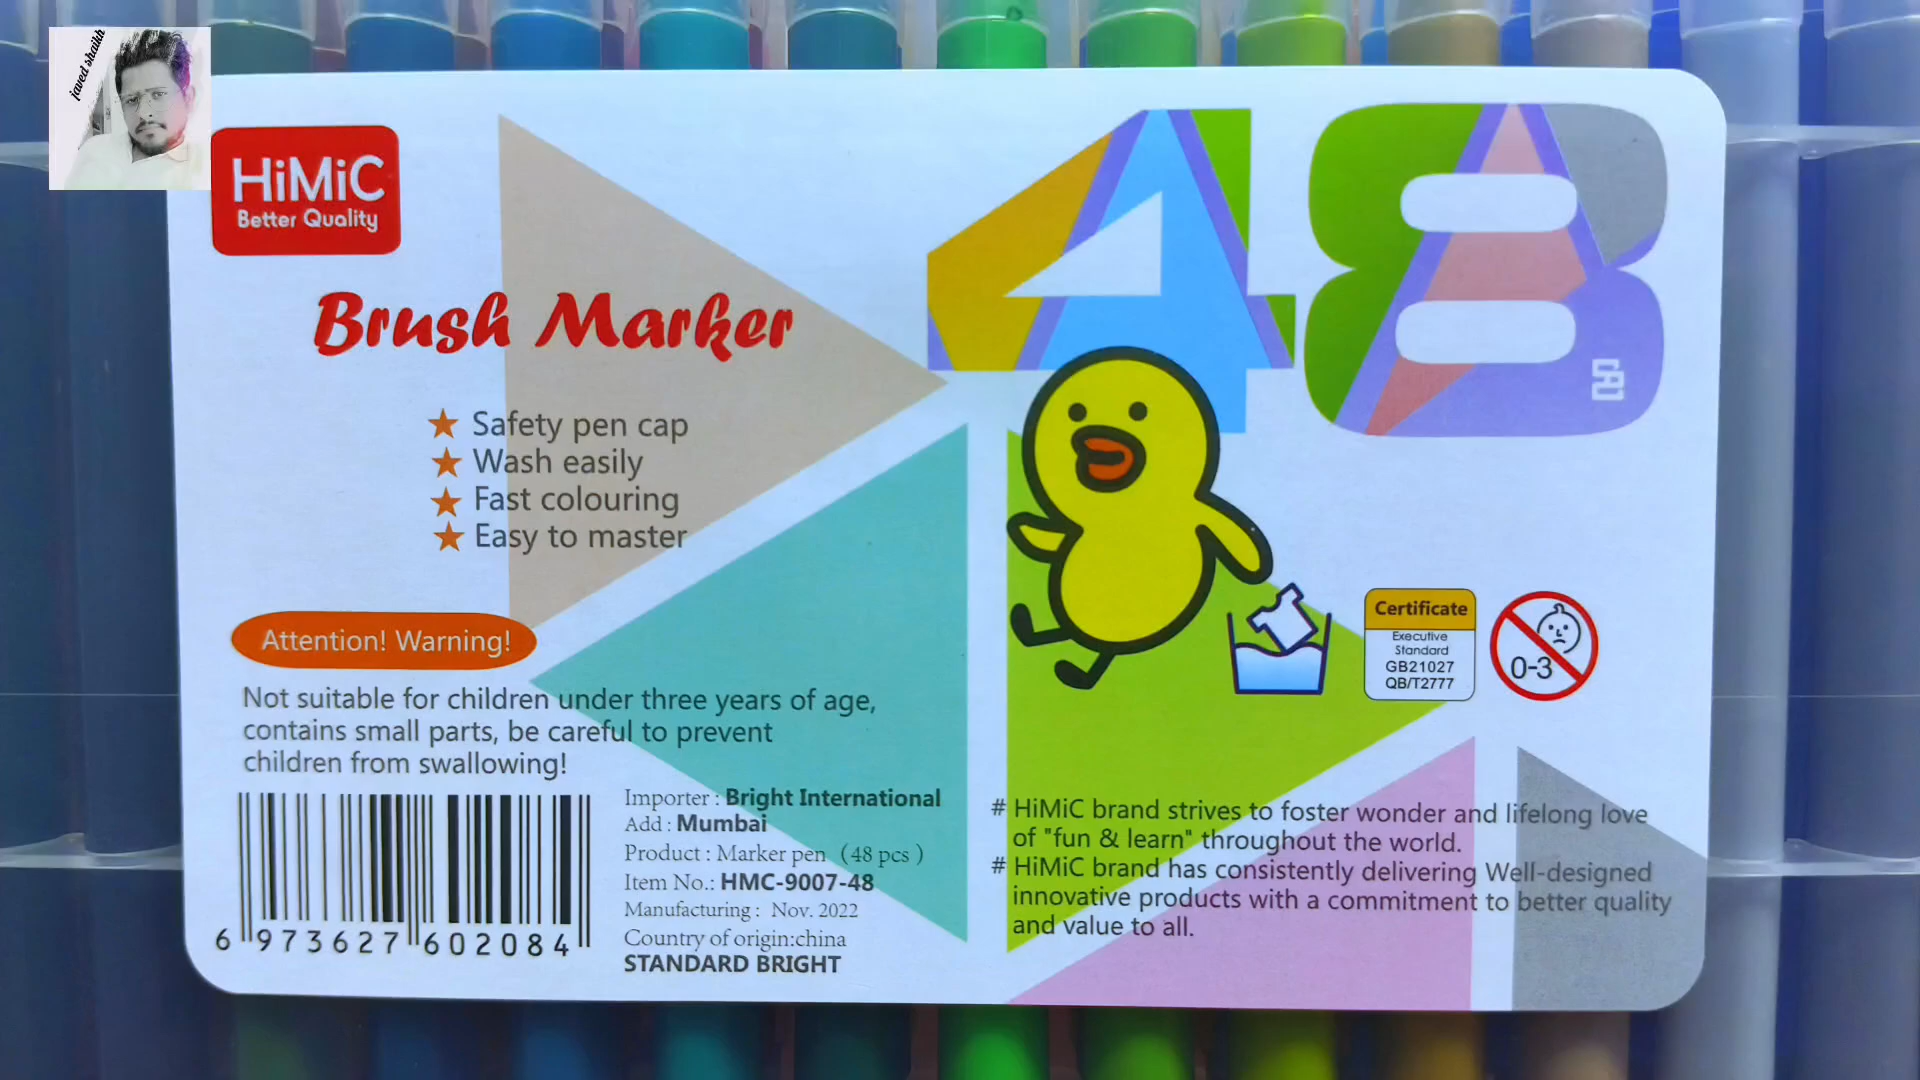 javed shaikh
HiMiC
Better Quality
48
Brush Marker
Safety pen cap
Wash easily
Fast colouring
Easy to master
Certificate
Executive
Standard
GB21027
QB/T2777
0-3
Attention! Warning!
Not suitable for children under three years of age,
contains small parts, be careful to prevent
children from swallowing!
6 973627 602084
Importer : Bright International
Add : Mumbai
Product : Marker pen (48 pcs )
Item No.: HMC-9007-48
Manufacturing : Nov. 2022
Country of origin:china
STANDARD BRIGHT
# HiMiC brand strives to foster wonder and lifelong love
of "fun & learn" throughout the world.
# HiMiC brand has consistently delivering Well-designed
innovative products with a commitment to better quality
and value to all.